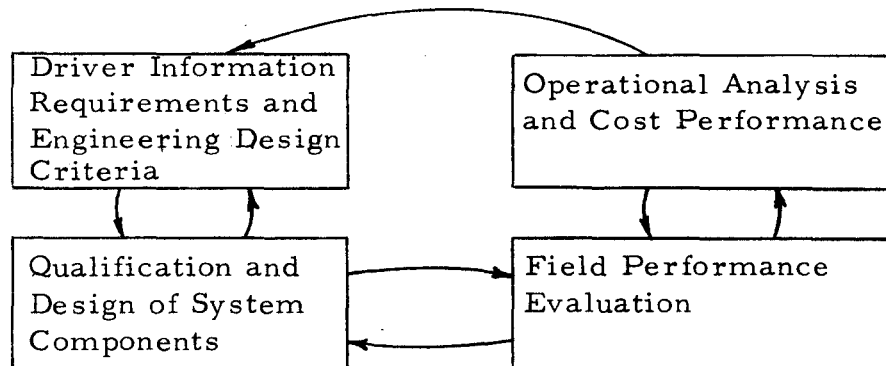 Driver Information
Requirements and
Engineering Design
Criteria
Operational Analysis
and Cost Performance
Qualification and
Design of System
Components
Field Performance
Evaluation